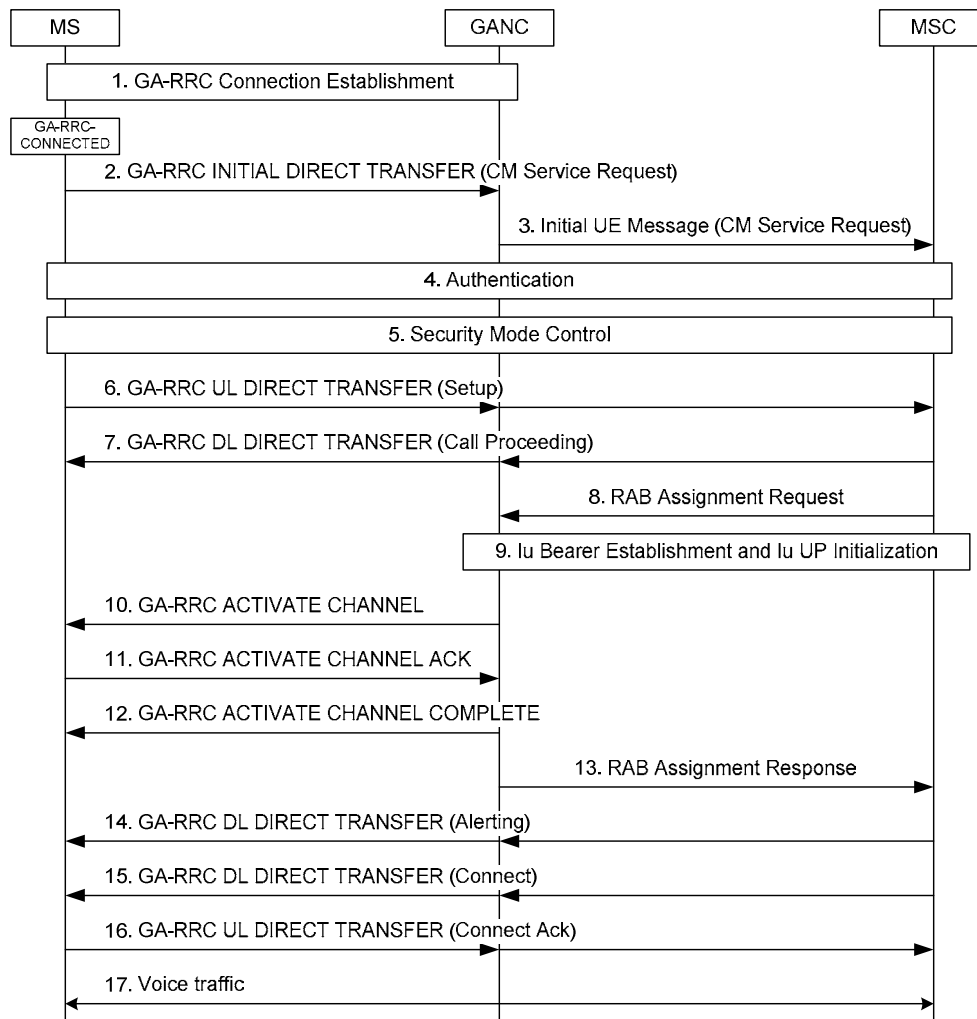 MS
GANC
MSC
1. GA-RRC Connection Establishment
GA-RRC-
CONNECTED
2. GA-RRC INITIAL DIRECT TRANSFER (CM Service Request)
3. Initial UE Message (CM Service Request)
4. Authentication
5. Security Mode Control
6. GA-RRC UL DIRECT TRANSFER (Setup)
7. GA-RRC DL DIRECT TRANSFER (Call Proceeding)
8. RAB Assignment Request
9. Iu Bearer Establishment and Iu UP Initialization
10. GA-RRC ACTIVATE CHANNEL
11. GA-RRC ACTIVATE CHANNEL ACK
12. GA-RRC ACTIVATE CHANNEL COMPLETE
13. RAB Assignment Response
14. GA-RRC DL DIRECT TRANSFER (Alerting)
15. GA-RRC DL DIRECT TRANSFER (Connect)
16. GA-RRC UL DIRECT TRANSFER (Connect Ack)
17. Voice traffic